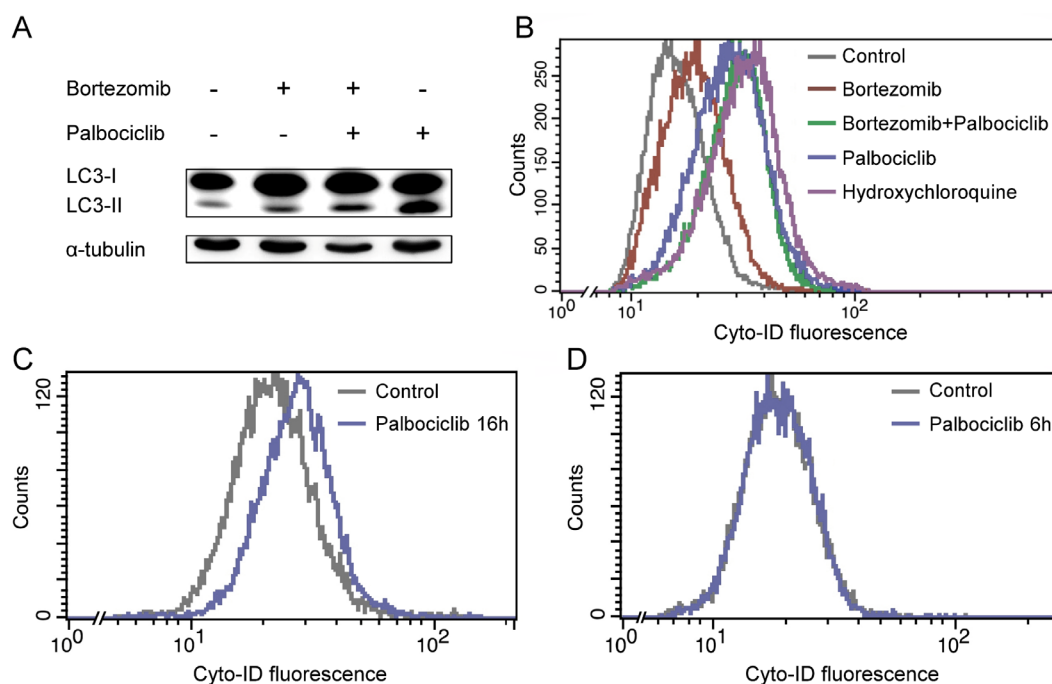 A
Bortezomib - + + -
Palbociclib - - + +
LC3-I
LC3-II
α-tubulin
B
Control
Bortezomib
Bortezomib+Palbociclib
Palbociclib
Hydroxychloroquine
Counts
250
200
150
100
50
0
10⁰ 10¹ 10²
Cyto-ID fluorescence
C
Control
Palbociclib 16h
Counts
120
0
10⁰ 10¹ 10²
Cyto-ID fluorescence
D
Control
Palbociclib 6h
Counts
120
0
10⁰ 10¹ 10²
Cyto-ID fluorescence